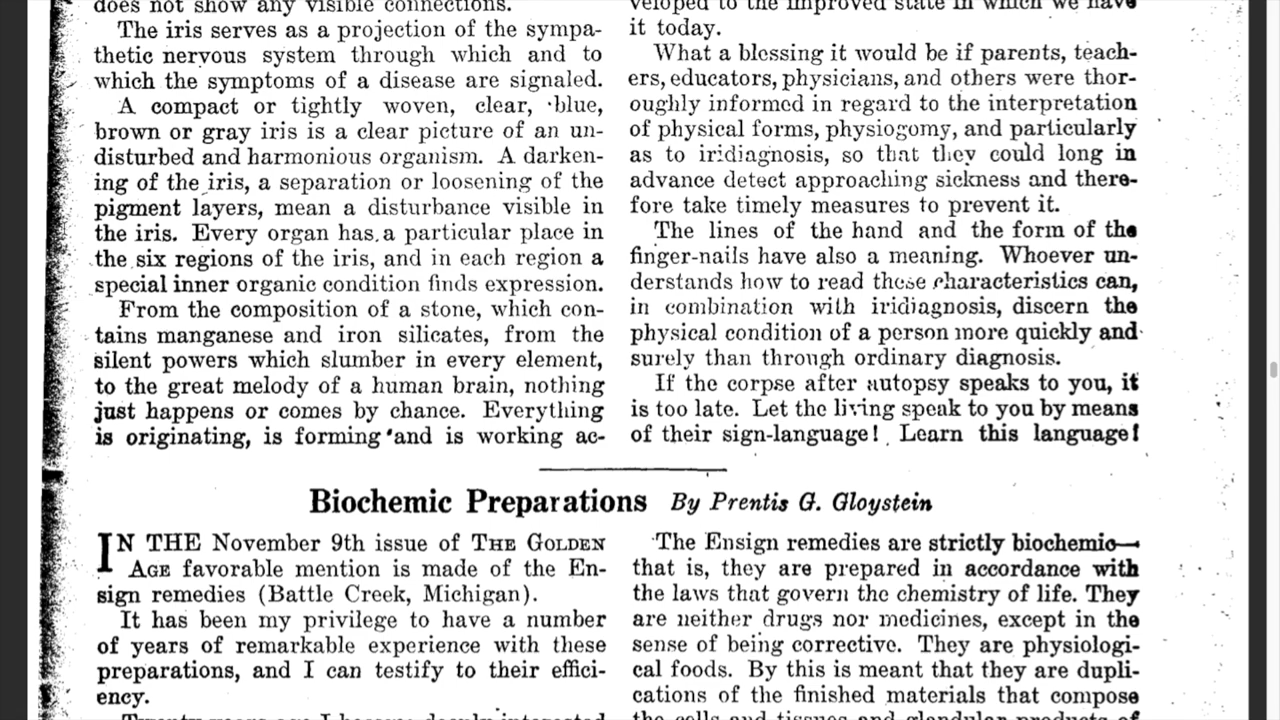 does not show any visible connections.
The iris serves as a projection of the sympa-
thetic nervous system through which and to
which the symptoms of a disease are signaled.
A compact or tightly woven, clear, blue,
brown or gray iris is a clear picture of an un-
disturbed and harmonious organism. A darken-
ing of the iris, a separation or loosening of the
pigment layers, mean a disturbance visible in
the iris. Every organ has a particular place in
the six regions of the iris, and in each region a
special inner organic condition finds expression.
From the composition of a stone, which con-
tains manganese and iron silicates, from the
silent powers which slumber in every element,
to the great melody of a human brain, nothing
just happens or comes by chance. Everything
is originating, is forming and is working ac-
veloped to the improved state in which we have
it today.
What a blessing it would be if parents, teach-
ers, educators, physicians, and others were thor-
oughly informed in regard to the interpretation
of physical forms, physiogomy, and particularly
as to iridiagnosis, so that they could long in
advance detect approaching sickness and there-
fore take timely measures to prevent it.
The lines of the hand and the form of the
finger-nails have also a meaning. Whoever un-
derstands how to read these characteristics can,
in combination with iridiagnosis, discern the
physical condition of a person more quickly and
surely than through ordinary diagnosis.
If the corpse after autopsy speaks to you, it
is too late. Let the living speak to you by means
of their sign-language! Learn this language!
Biochemic Preparations By Prentis G. Gloystein
IN THE November 9th issue of THE GOLDEN
AGE favorable mention is made of the En-
sign remedies (Battle Creek, Michigan).
It has been my privilege to have a number
of years of remarkable experience with these
preparations, and I can testify to their effici-
ency.
Twenty years ago I became deeply interested
The Ensign remedies are strictly biochemic—
that is, they are prepared in accordance with
the laws that govern the chemistry of life. They
are neither drugs nor medicines, except in the
sense of being corrective. They are physiologi-
cal foods. By this is meant that they are dupli-
cations of the finished materials that compose
the cells and tissues and glandular products of